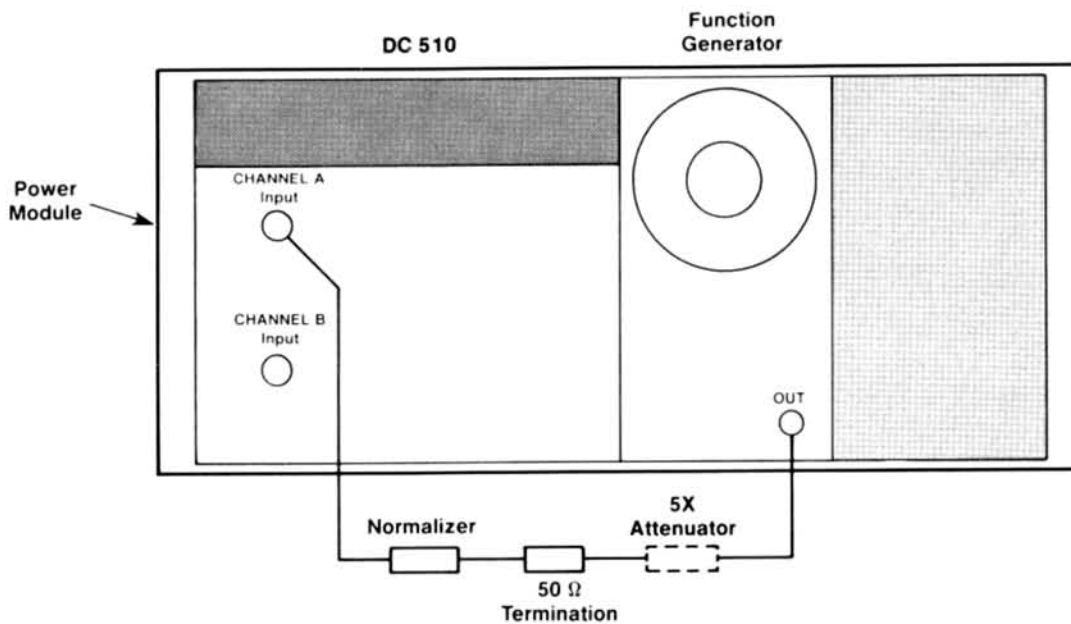 DC 510
Function
Generator
Power
Module
CHANNEL A
Input
CHANNEL B
Input
OUT
Normalizer
50 Ω
Termination
5X
Attenuator